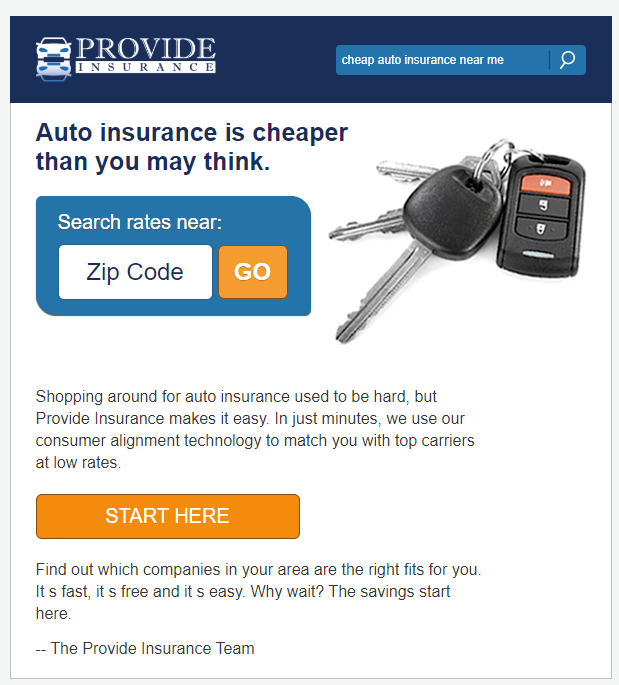 PROVIDE
INSURANCE
cheap auto insurance near me
Auto insurance is cheaper
than you may think.
Search rates near:
Zip Code
GO
Shopping around for auto insurance used to be hard, but
Provide Insurance makes it easy. In just minutes, we use our
consumer alignment technology to match you with top carriers
at low rates.
START HERE
Find out which companies in your area are the right fits for you.
It s fast, it s free and it s easy. Why wait? The savings start
here.
-- The Provide Insurance Team